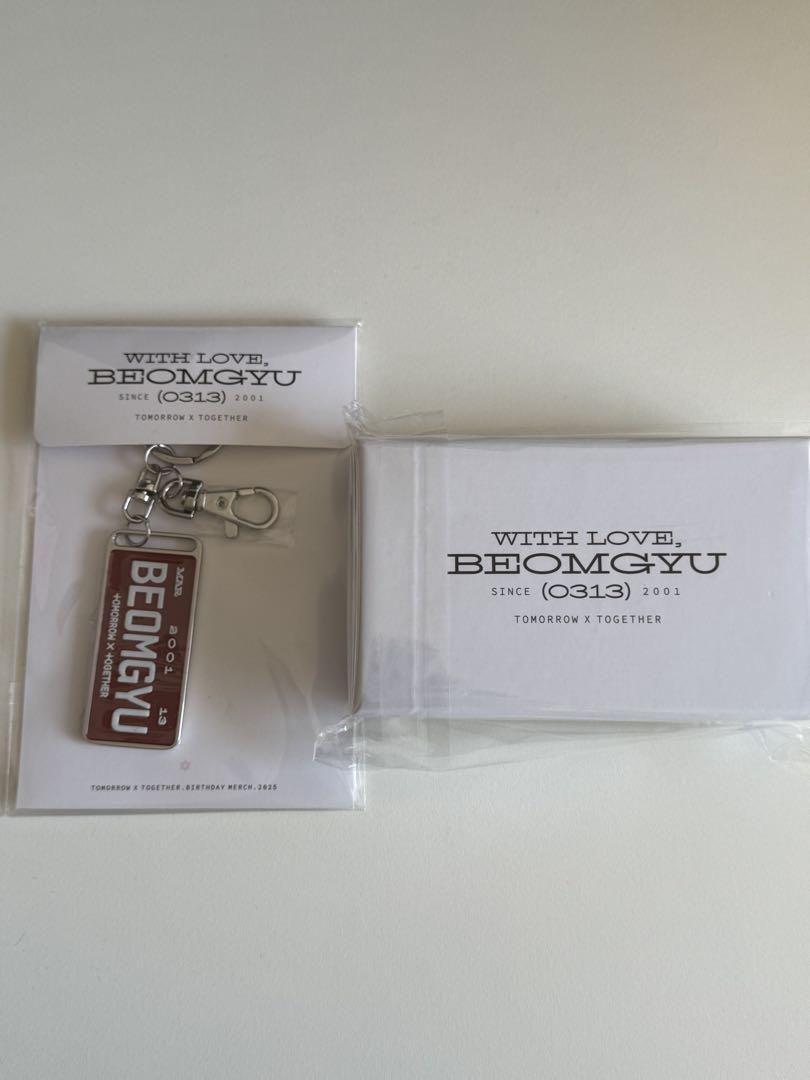 WITH LOVE,
BEOMGYU
SINCE (0313) 2001
TOMORROW X TOGETHER
MAR 2001 13
BEOMGYU
TOMORROW X TOGETHER
TOMORROW X TOGETHER.BIRTHDAY MERCH.2025
WITH LOVE,
BEOMGYU
SINCE (0313) 2001
TOMORROW X TOGETHER